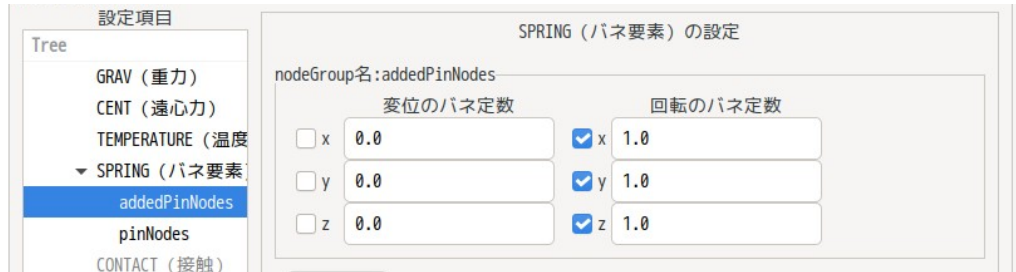 設定項目
Tree
GRAV (重力)
CENT (遠心力)
TEMPERATURE (温度
SPRING (バネ要素)
addedPinNodes
pinNodes
CONTACT (接触)
SPRING (バネ要素) の設定
nodeGroup名:addedPinNodes
変位のバネ定数 回転のバネ定数
x 0.0 x 1.0
y 0.0 y 1.0
z 0.0 z 1.0